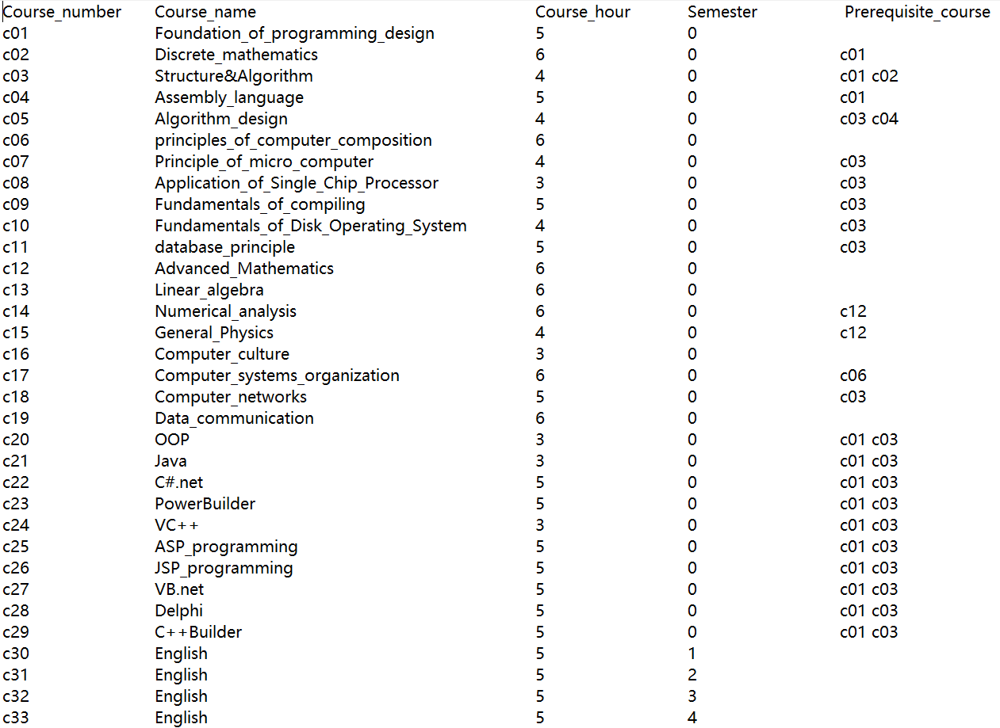 Course_number Course_name Course_hour Semester Prerequisite_course
c01 Foundation_of_programming_design 5 0
c02 Discrete_mathematics 6 0 c01
c03 Structure&Algorithm 4 0 c01 c02
c04 Assembly_language 5 0 c01
c05 Algorithm_design 4 0 c03 c04
c06 principles_of_computer_composition 6 0
c07 Principle_of_micro_computer 4 0 c03
c08 Application_of_Single_Chip_Processor 3 0 c03
c09 Fundamentals_of_compiling 5 0 c03
c10 Fundamentals_of_Disk_Operating_System 4 0 c03
c11 database_principle 5 0 c03
c12 Advanced_Mathematics 6 0
c13 Linear_algebra 6 0
c14 Numerical_analysis 6 0 c12
c15 General_Physics 4 0 c12
c16 Computer_culture 3 0
c17 Computer_systems_organization 6 0 c06
c18 Computer_networks 5 0 c03
c19 Data_communication 6 0
c20 OOP 3 0 c01 c03
c21 Java 3 0 c01 c03
c22 C#.net 5 0 c01 c03
c23 PowerBuilder 5 0 c01 c03
c24 VC++ 3 0 c01 c03
c25 ASP_programming 5 0 c01 c03
c26 JSP_programming 5 0 c01 c03
c27 VB.net 5 0 c01 c03
c28 Delphi 5 0 c01 c03
c29 C++Builder 5 0 c01 c03
c30 English 5 1
c31 English 5 2
c32 English 5 3
c33 English 5 4